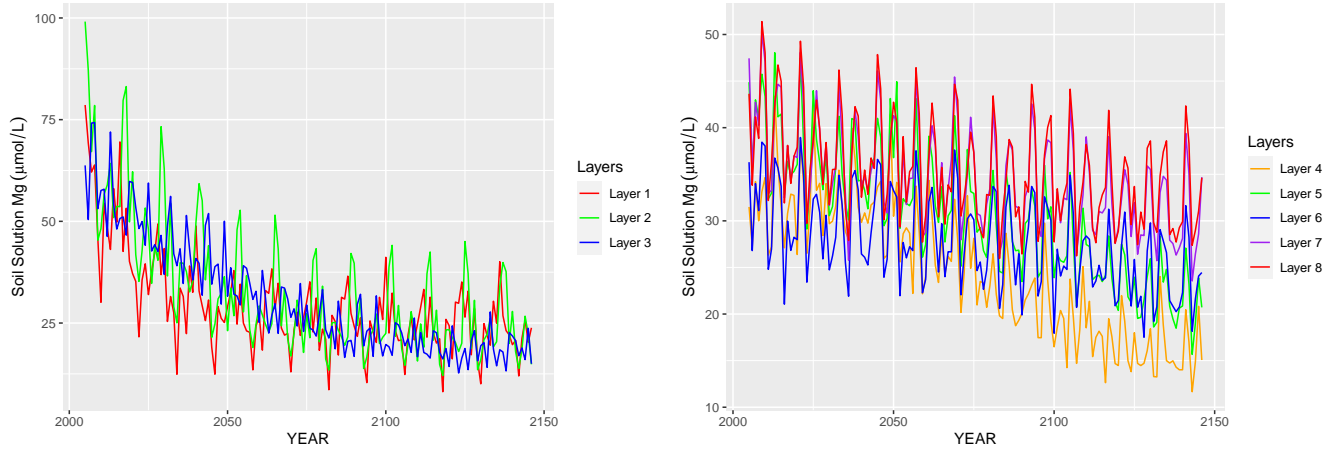 100
75
50
25
2000
2050
2100
2150
YEAR
Soil Solution Mg (µmol/L)
Layers
Layer 1
Layer 2
Layer 3
50
40
30
20
10
2000
2050
2100
2150
YEAR
Soil Solution Mg (µmol/L)
Layers
Layer 4
Layer 5
Layer 6
Layer 7
Layer 8